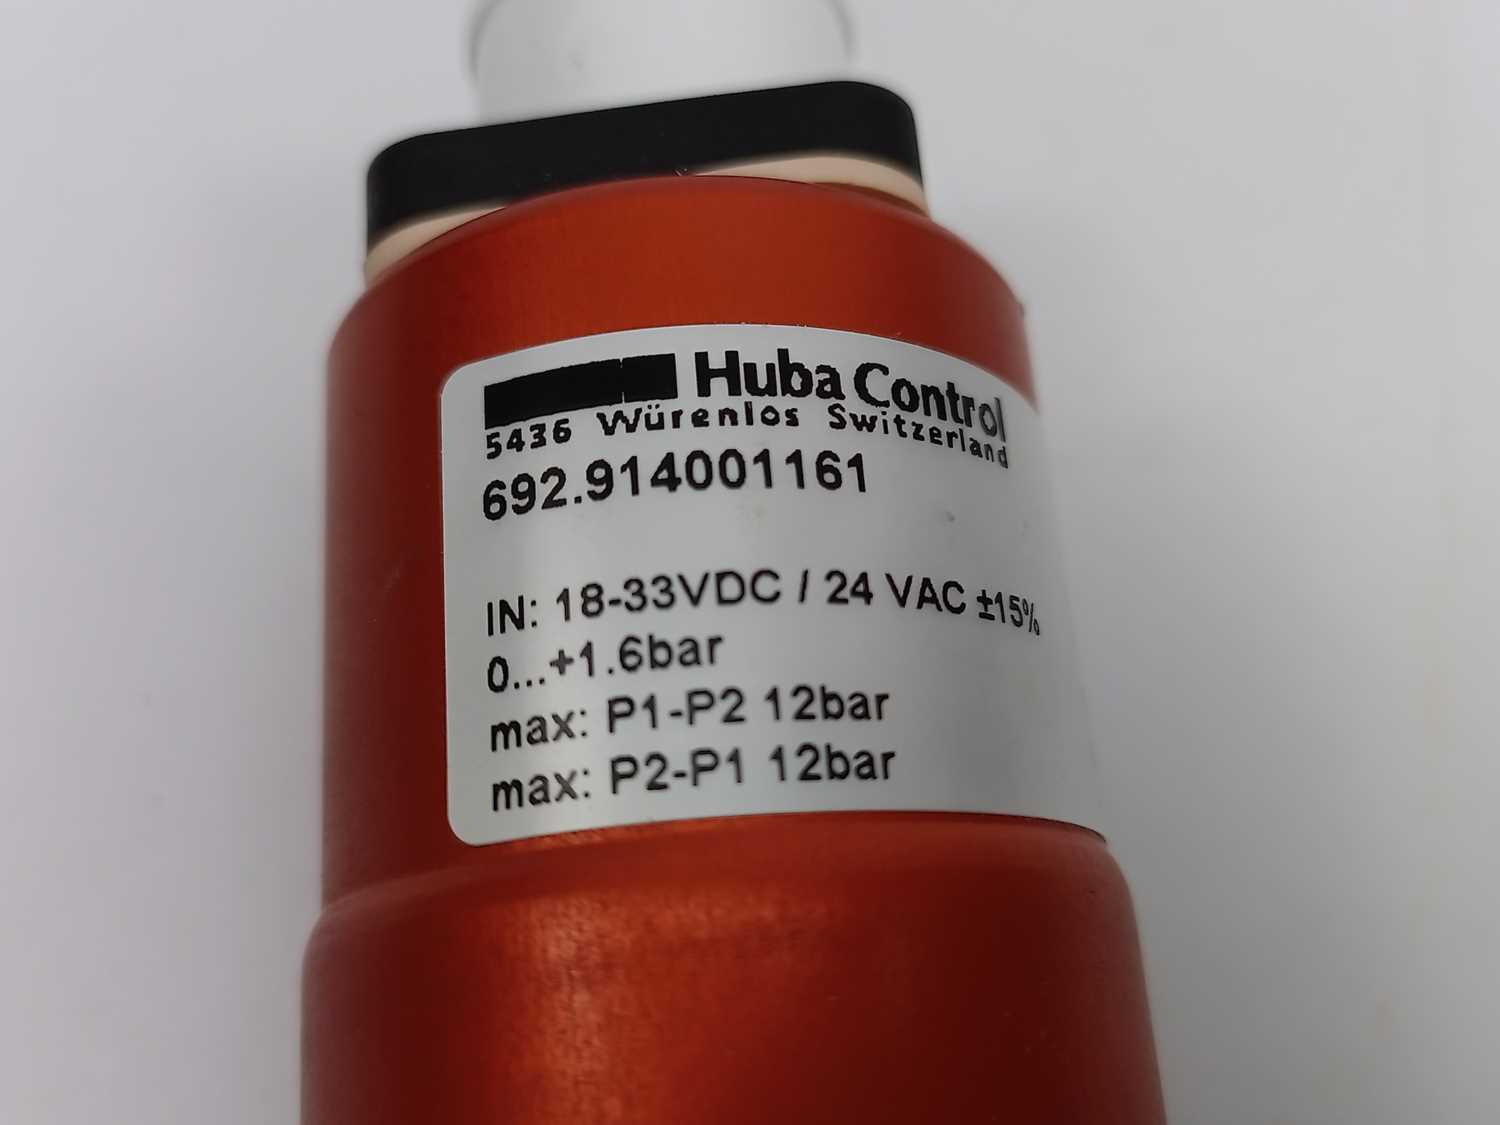 Huba Control
5436 Würenlos Switzerland
692.914001161
IN: 18-33VDC / 24 VAC ±15%
0...+1.6bar
max: P1-P2 12bar
max: P2-P1 12bar